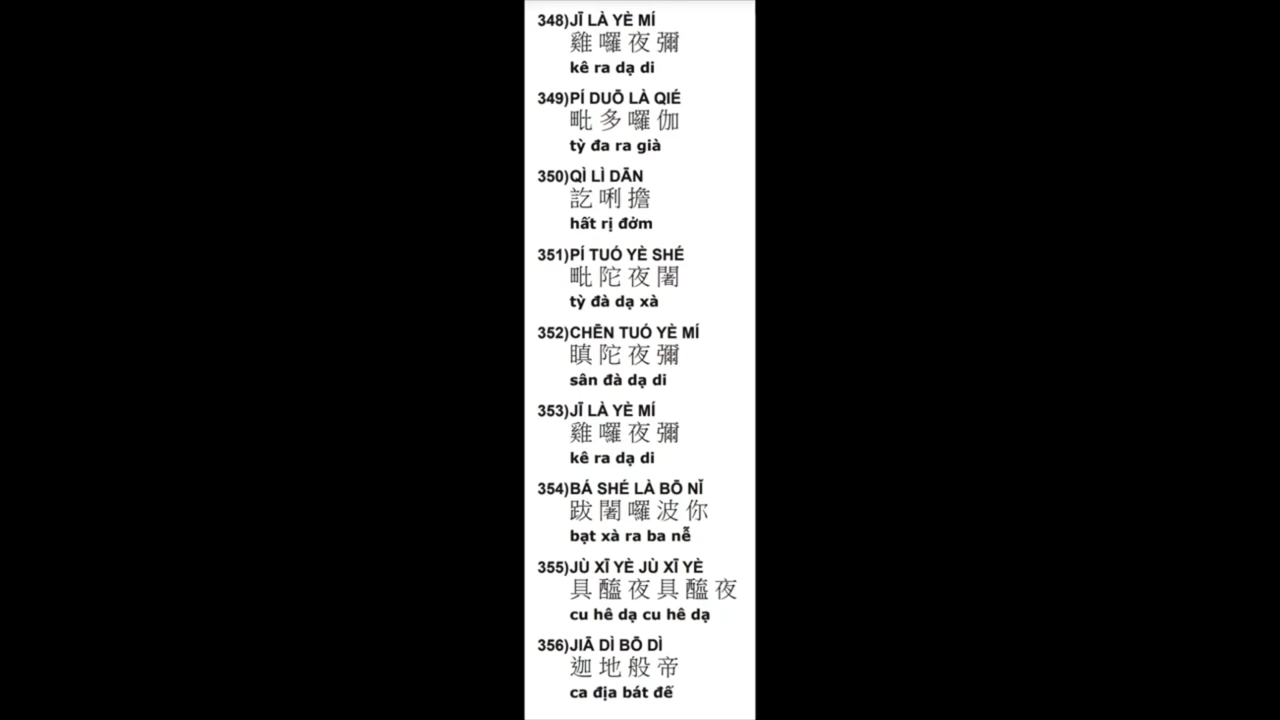 348)JĪ LÀ YÈ MÍ
雞 囉 夜 彌
kê ra dạ di
349)PÍ DUŌ LÀ QIÉ
毗 多 囉 伽
tỳ đa ra già
350)QÌ LÌ DĀN
訖 唎 擔
hất rị đởm
351)PÍ TUÓ YÈ SHÉ
毗 陀 夜 闍
tỳ đà dạ xà
352)CHĒN TUÓ YÈ MÍ
瞋 陀 夜 彌
sân đà dạ di
353)JĪ LÀ YÈ MÍ
雞 囉 夜 彌
kê ra dạ di
354)BÁ SHÉ LÀ BŌ NǏ
跋 闍 囉 波 你
bạt xà ra ba nễ
355)JÙ XĪ YÈ JÙ XĪ YÈ
具 醯 夜 具 醯 夜
cu hê dạ cu hê dạ
356)JIĀ DÌ BŌ DÌ
迦 地 般 帝
ca địa bát đế